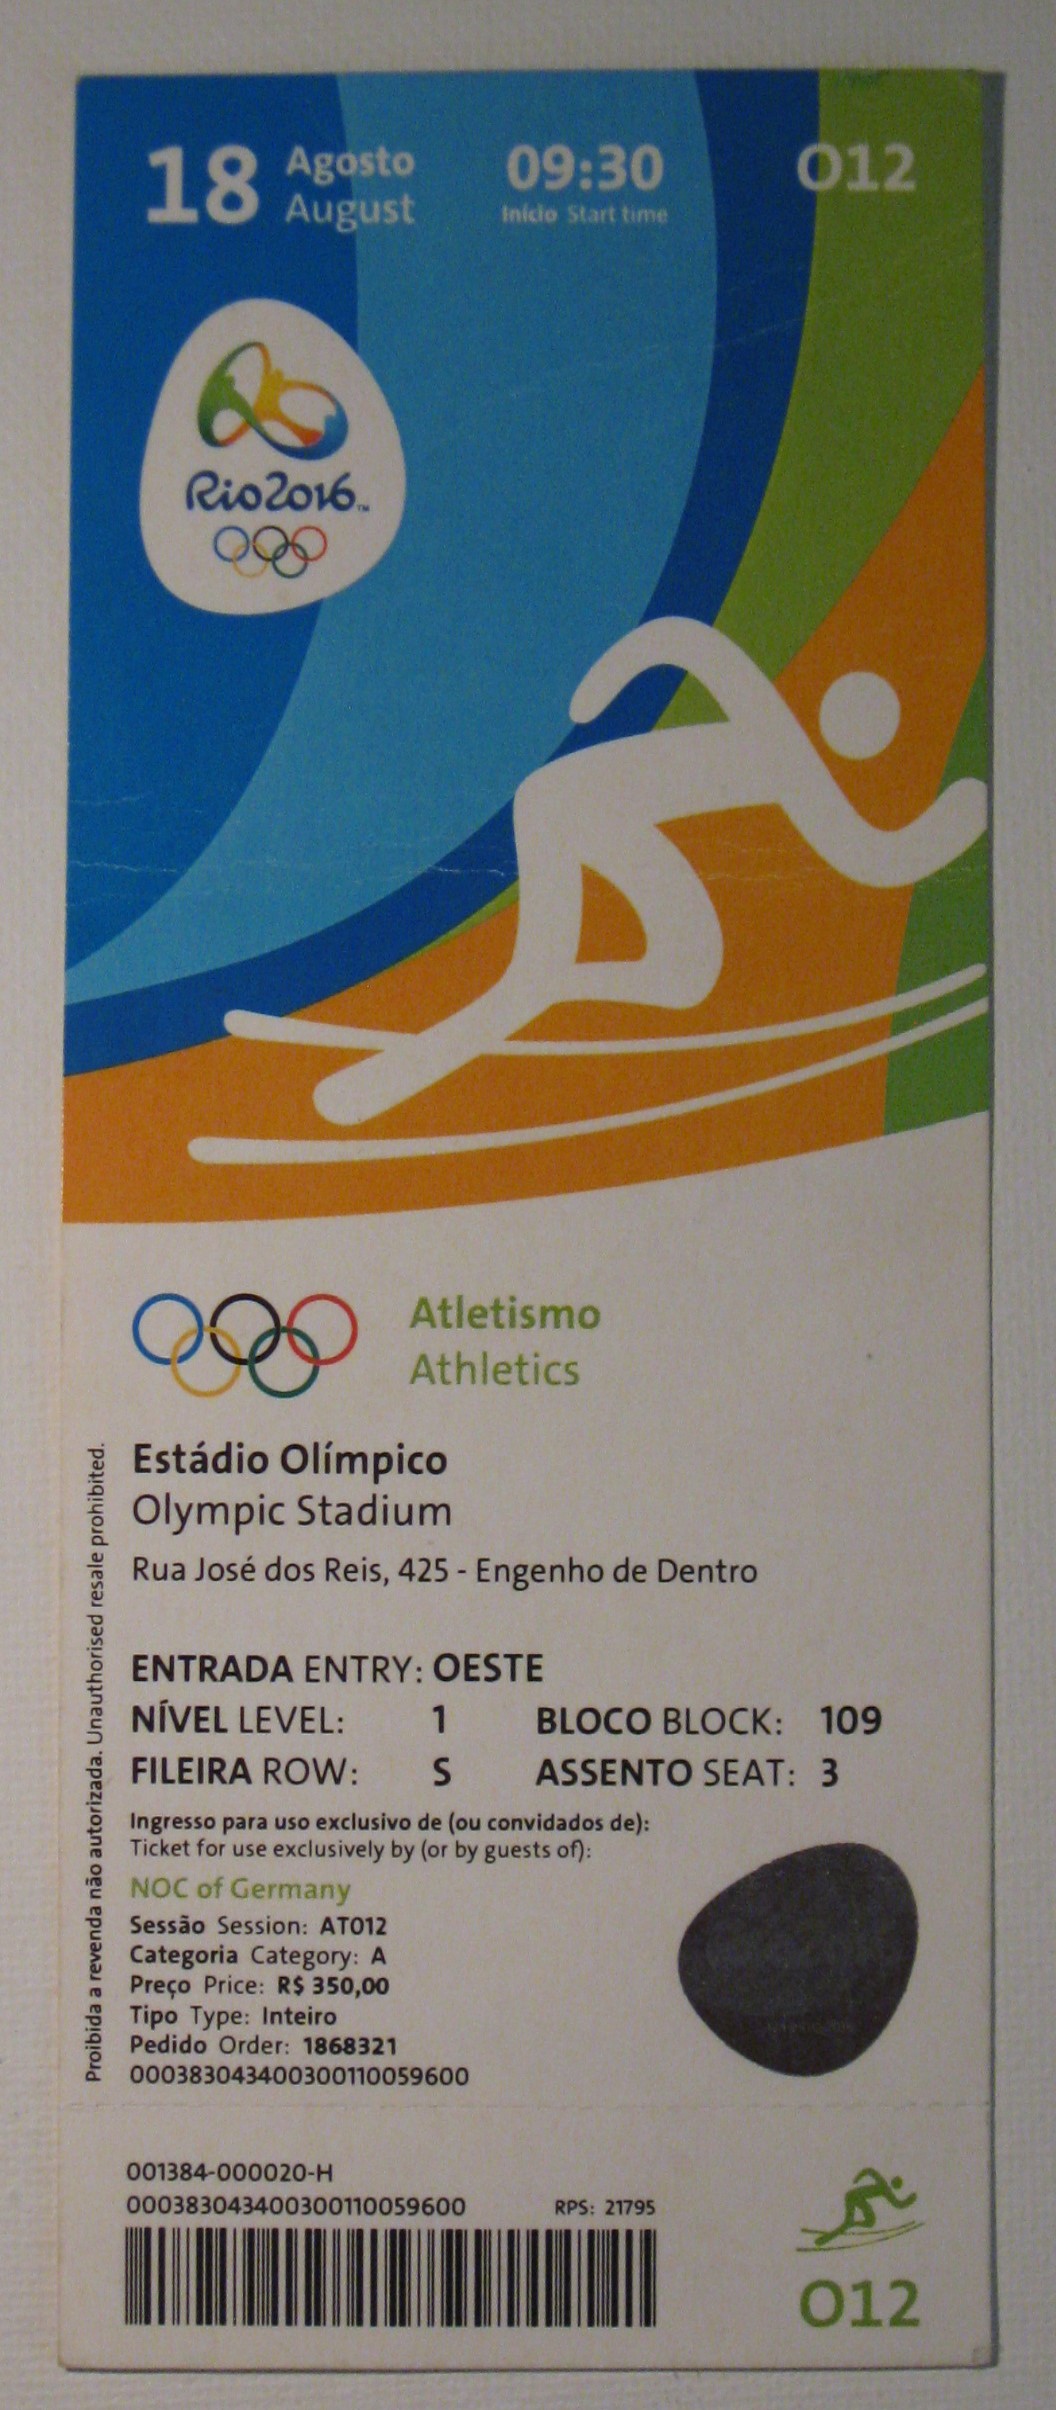 18 Agosto August
09:30
Início Start time
O12
Rio2016™
Atletismo
Athletics
Estádio Olímpico
Olympic Stadium
Rua José dos Reis, 425 - Engenho de Dentro
ENTRADA ENTRY: OESTE
NÍVEL LEVEL: 1 BLOCO BLOCK: 109
FILEIRA ROW: S ASSENTO SEAT: 3
Ingresso para uso exclusivo de (ou convidados de):
Ticket for use exclusively by (or by guests of):
NOC of Germany
Sessão Session: AT012
Categoria Category: A
Preço Price: R$ 350,00
Tipo Type: Inteiro
Pedido Order: 1868321
000383043400300110059600
Proibida a revenda não autorizada. Unauthorised resale prohibited.
001384-000020-H
000383043400300110059600 RPS: 21795
O12